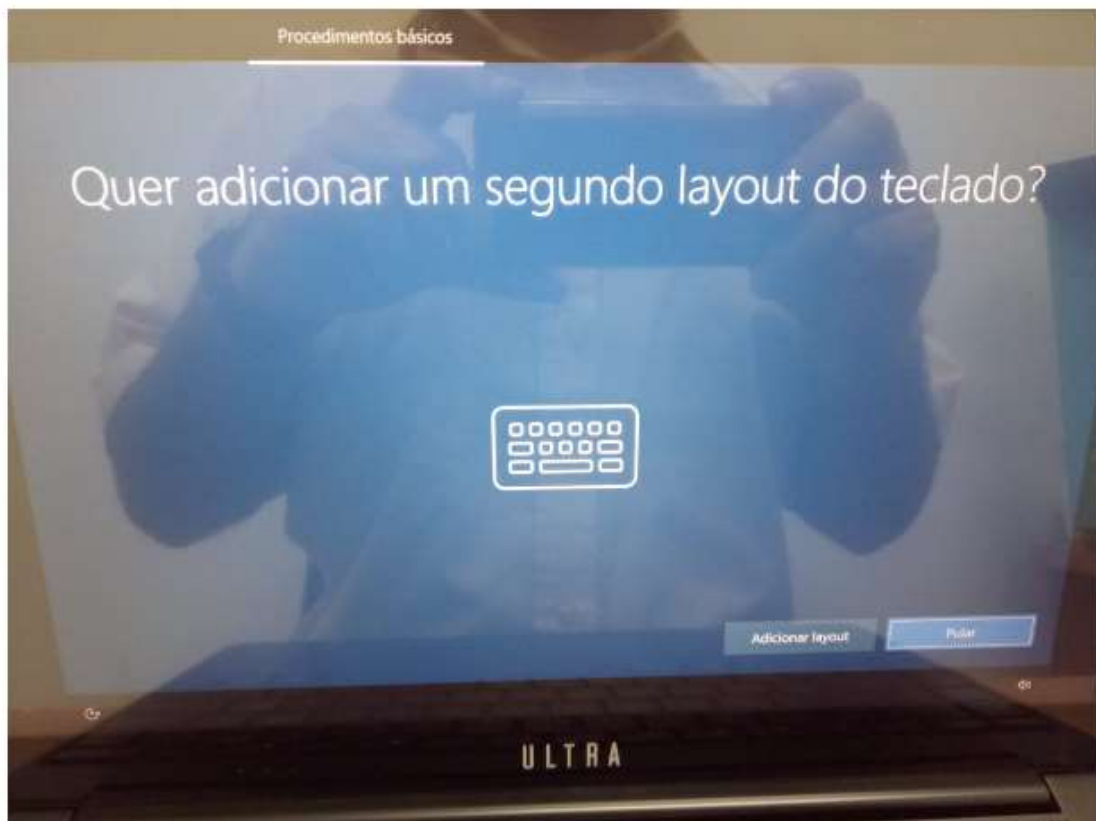 Procedimentos básicos
Quer adicionar um segundo layout do teclado?
Adicionar layout
Pular
ULTRA